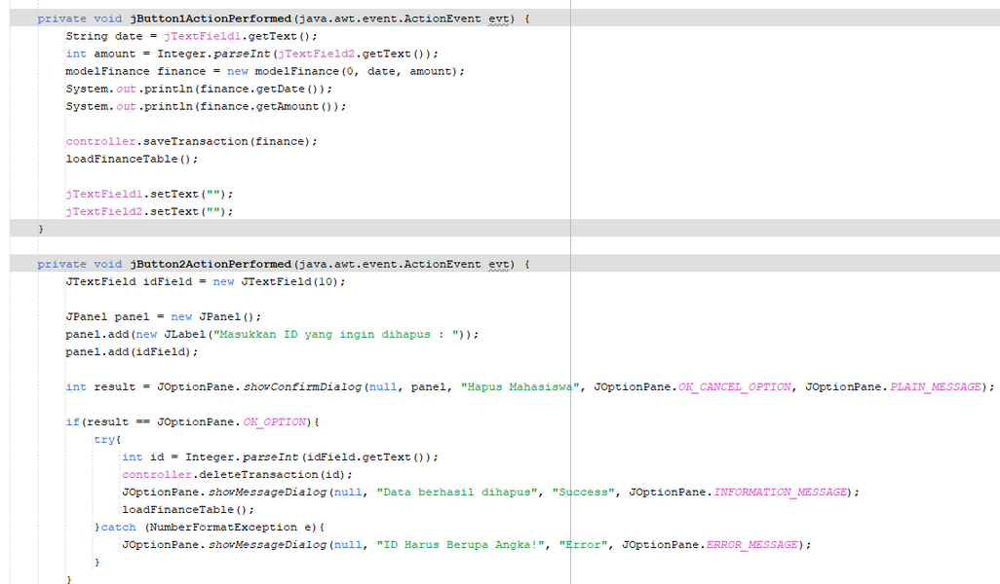 private void jButton1ActionPerformed(java.awt.event.ActionEvent evt) {
String date = jTextField1.getText();
int amount = Integer.parseInt(jTextField2.getText());
modelFinance finance = new modelFinance(0, date, amount);
System.out.println(finance.getDate());
System.out.println(finance.getAmount());
controller.saveTransaction(finance);
loadFinanceTable();
jTextField1.setText("");
jTextField2.setText("");
}
private void jButton2ActionPerformed(java.awt.event.ActionEvent evt) {
JTextField idField = new JTextField(10);
JPanel panel = new JPanel();
panel.add(new JLabel("Masukkan ID yang ingin dihapus : "));
panel.add(idField);
int result = JOptionPane.showConfirmDialog(null, panel, "Hapus Mahasiswa", JOptionPane.OK_CANCEL_OPTION, JOptionPane.PLAIN_MESSAGE);
if(result == JOptionPane.OK_OPTION){
try{
int id = Integer.parseInt(idField.getText());
controller.deleteTransaction(id);
JOptionPane.showMessageDialog(null, "Data berhasil dihapus", "Success", JOptionPane.INFORMATION_MESSAGE);
loadFinanceTable();
}catch (NumberFormatException e){
JOptionPane.showMessageDialog(null, "ID Harus Berupa Angka!", "Error", JOptionPane.ERROR_MESSAGE);
}
}